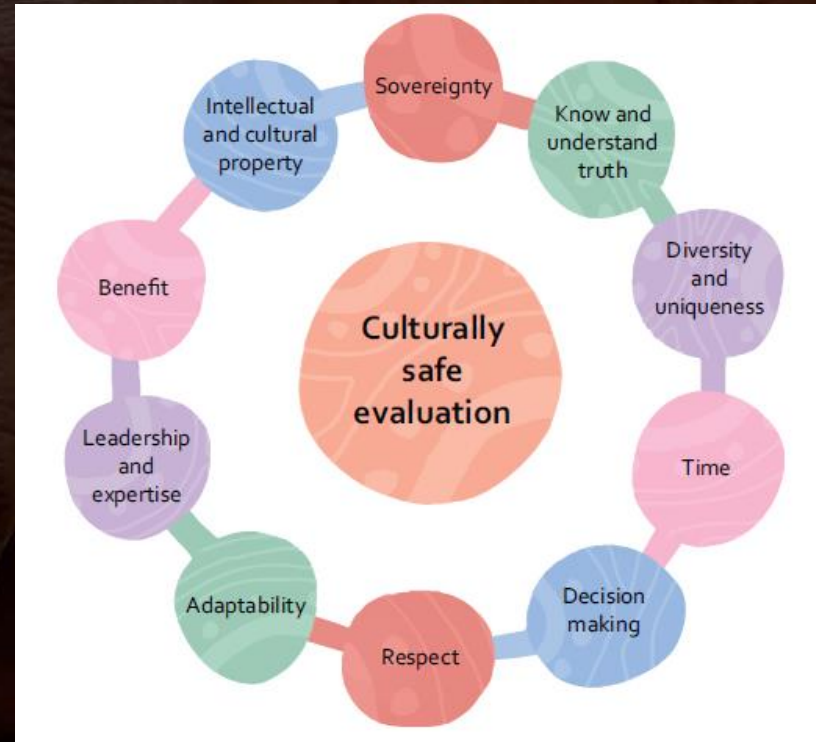 Sovereignty
Know and
understand
truth
Diversity
and
uniqueness
Time
Decision
making
Respect
Adaptability
Leadership
and
expertise
Benefit
Intellectual
and cultural
property
Culturally
safe
evaluation